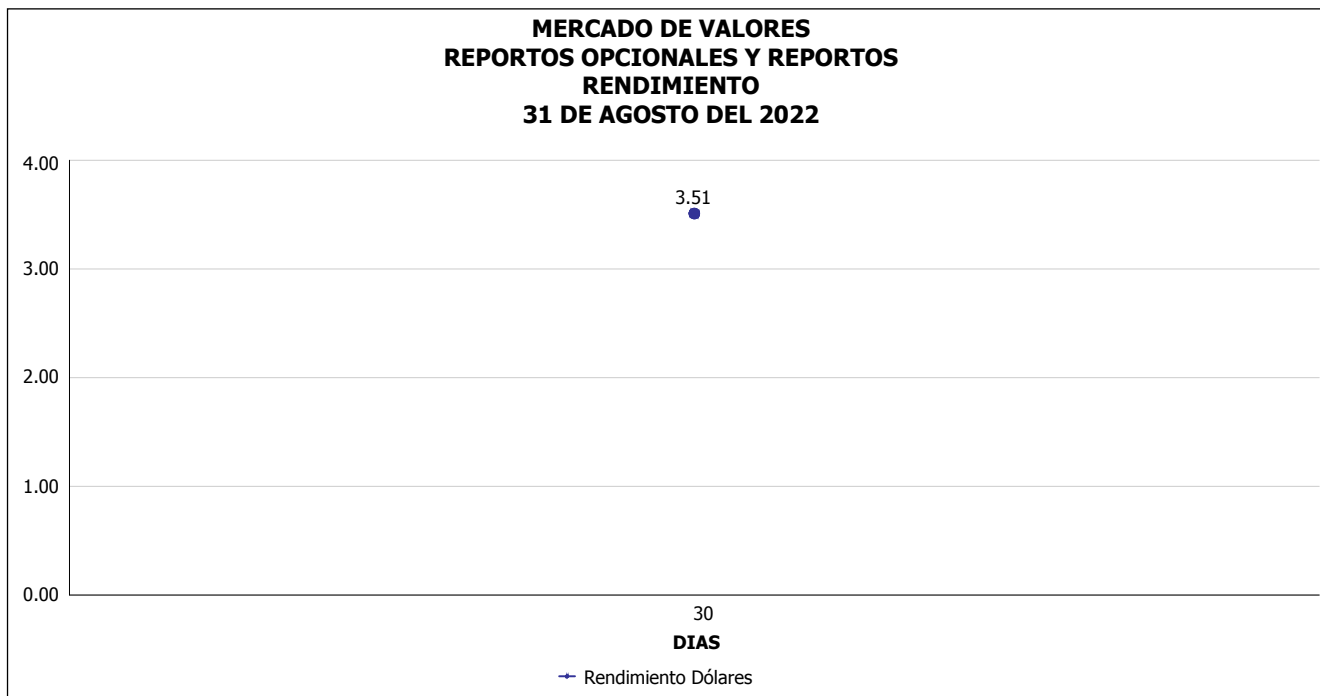 MERCADO DE VALORES
REPORTOS OPCIONALES Y REPORTOS
RENDIMIENTO
31 DE AGOSTO DEL 2022
4.00
3.51
3.00
2.00
1.00
0.00
30
DIAS
Rendimiento Dólares